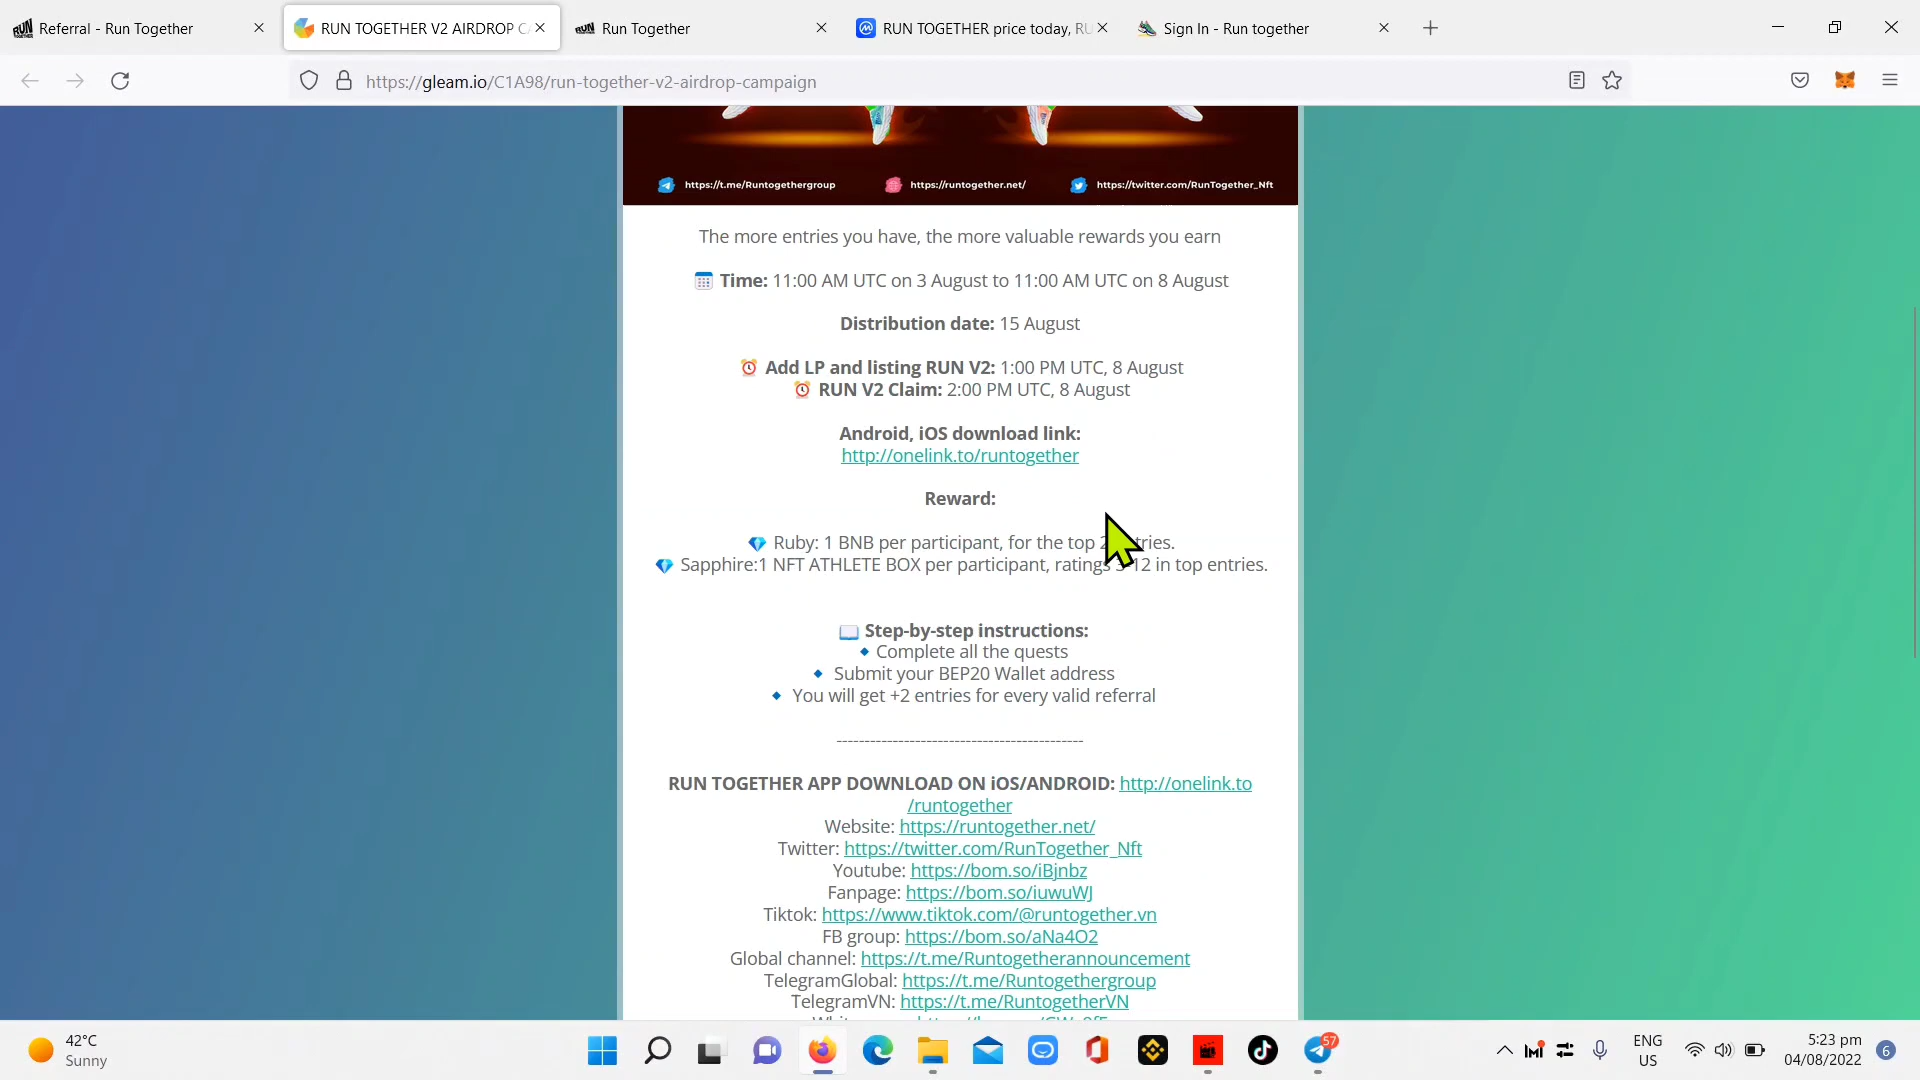 Referral - Run Together
RUN TOGETHER V2 AIRDROP CA
Run Together
RUN TOGETHER price today, RU
Sign In - Run together
https://gleam.io/C1A98/run-together-v2-airdrop-campaign
https://t.me/Runtogethergroup
https://runtogether.net/
https://twitter.com/RunTogether_Nft
The more entries you have, the more valuable rewards you earn
Time: 11:00 AM UTC on 3 August to 11:00 AM UTC on 8 August
Distribution date: 15 August
Add LP and listing RUN V2: 1:00 PM UTC, 8 August
RUN V2 Claim: 2:00 PM UTC, 8 August
Android, iOS download link:
http://onelink.to/runtogether
Reward:
Ruby: 1 BNB per participant, for the top 2
Sapphire:1 NFT ATHLETE BOX per participant, ratings 3-12 in top entries.
Step-by-step instructions:
Complete all the quests
Submit your BEP20 Wallet address
You will get +2 entries for every valid referral
--------------------------------------------
RUN TOGETHER APP DOWNLOAD ON iOS/ANDROID: http://onelink.to
/runtogether
Website: https://runtogether.net/
Twitter: https://twitter.com/RunTogether_Nft
Youtube: https://bom.so/iBjnbz
Fanpage: https://bom.so/iuwuWJ
Tiktok: https://www.tiktok.com/@runtogether.vn
FB group: https://bom.so/aNa4O2
Global channel: https://t.me/Runtogetherannouncement
TelegramGlobal: https://t.me/Runtogethergroup
TelegramVN: https://t.me/RuntogetherVN
42°C
Sunny
57
ENG
US
5:23 pm
04/08/2022
6